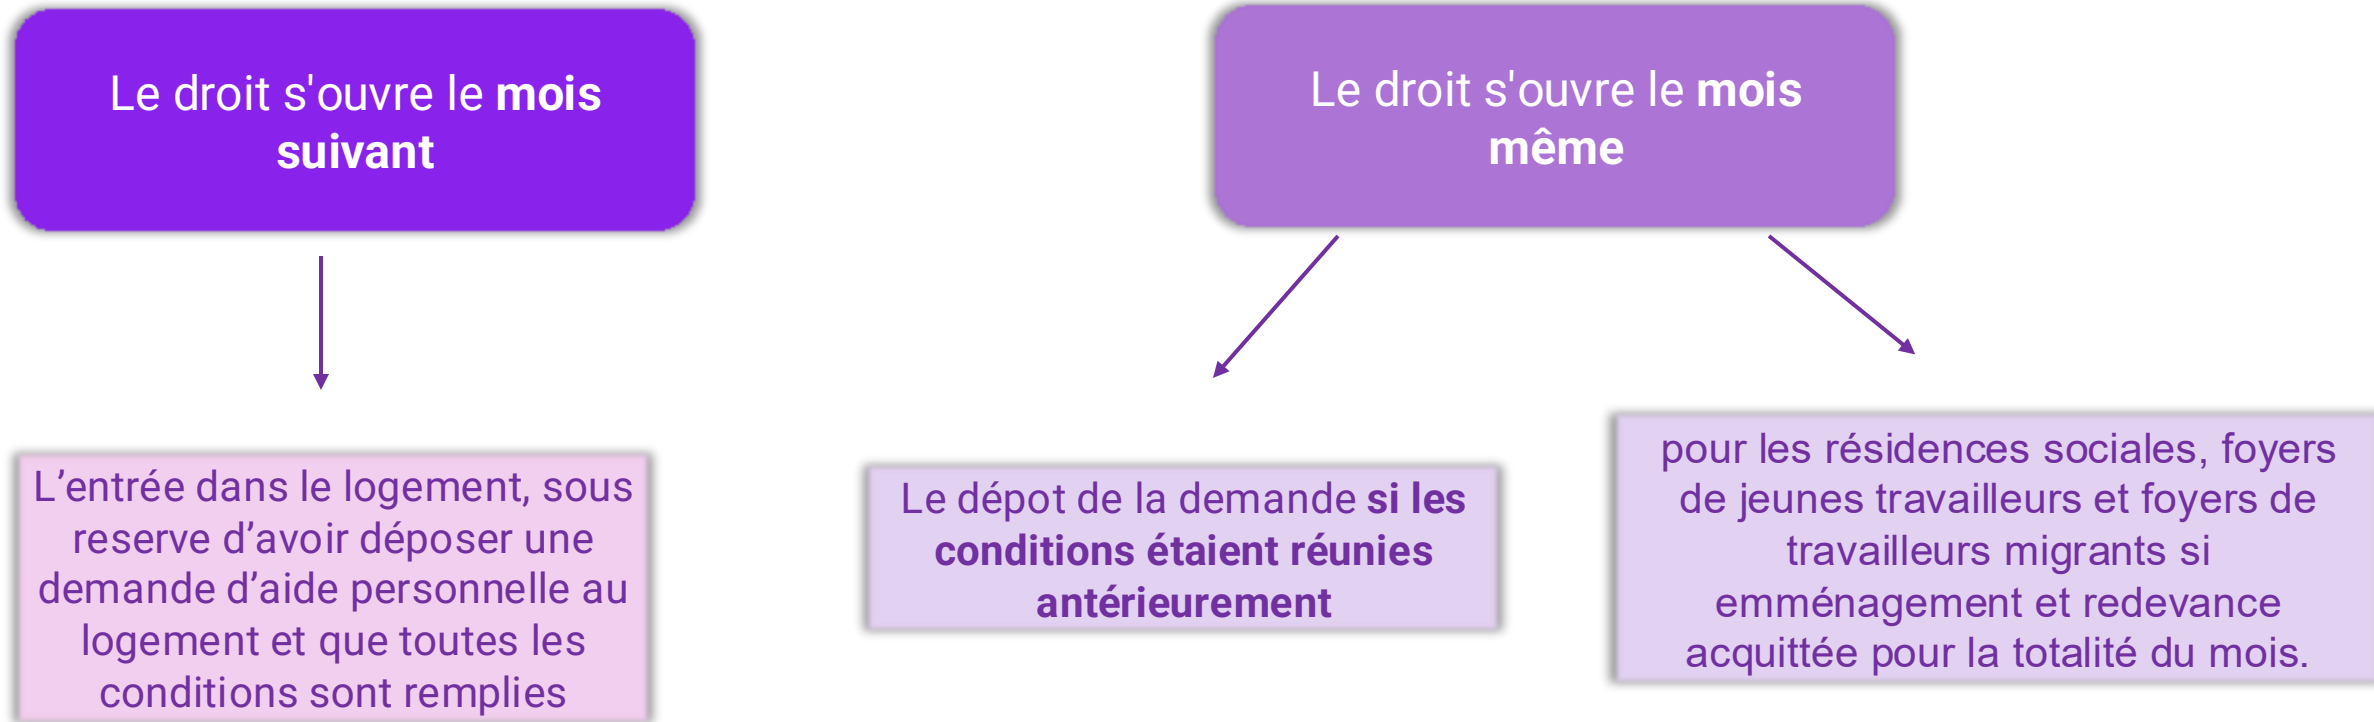 Le droit s'ouvre le mois
suivant
Le droit s'ouvre le mois
même
L’entrée dans le logement, sous
reserve d’avoir déposer une
demande d’aide personnelle au
logement et que toutes les
conditions sont remplies
Le dépot de la demande si les
conditions étaient réunies
antérieurement
pour les résidences sociales, foyers
de jeunes travailleurs et foyers de
travailleurs migrants si
emménagement et redevance
acquittée pour la totalité du mois.